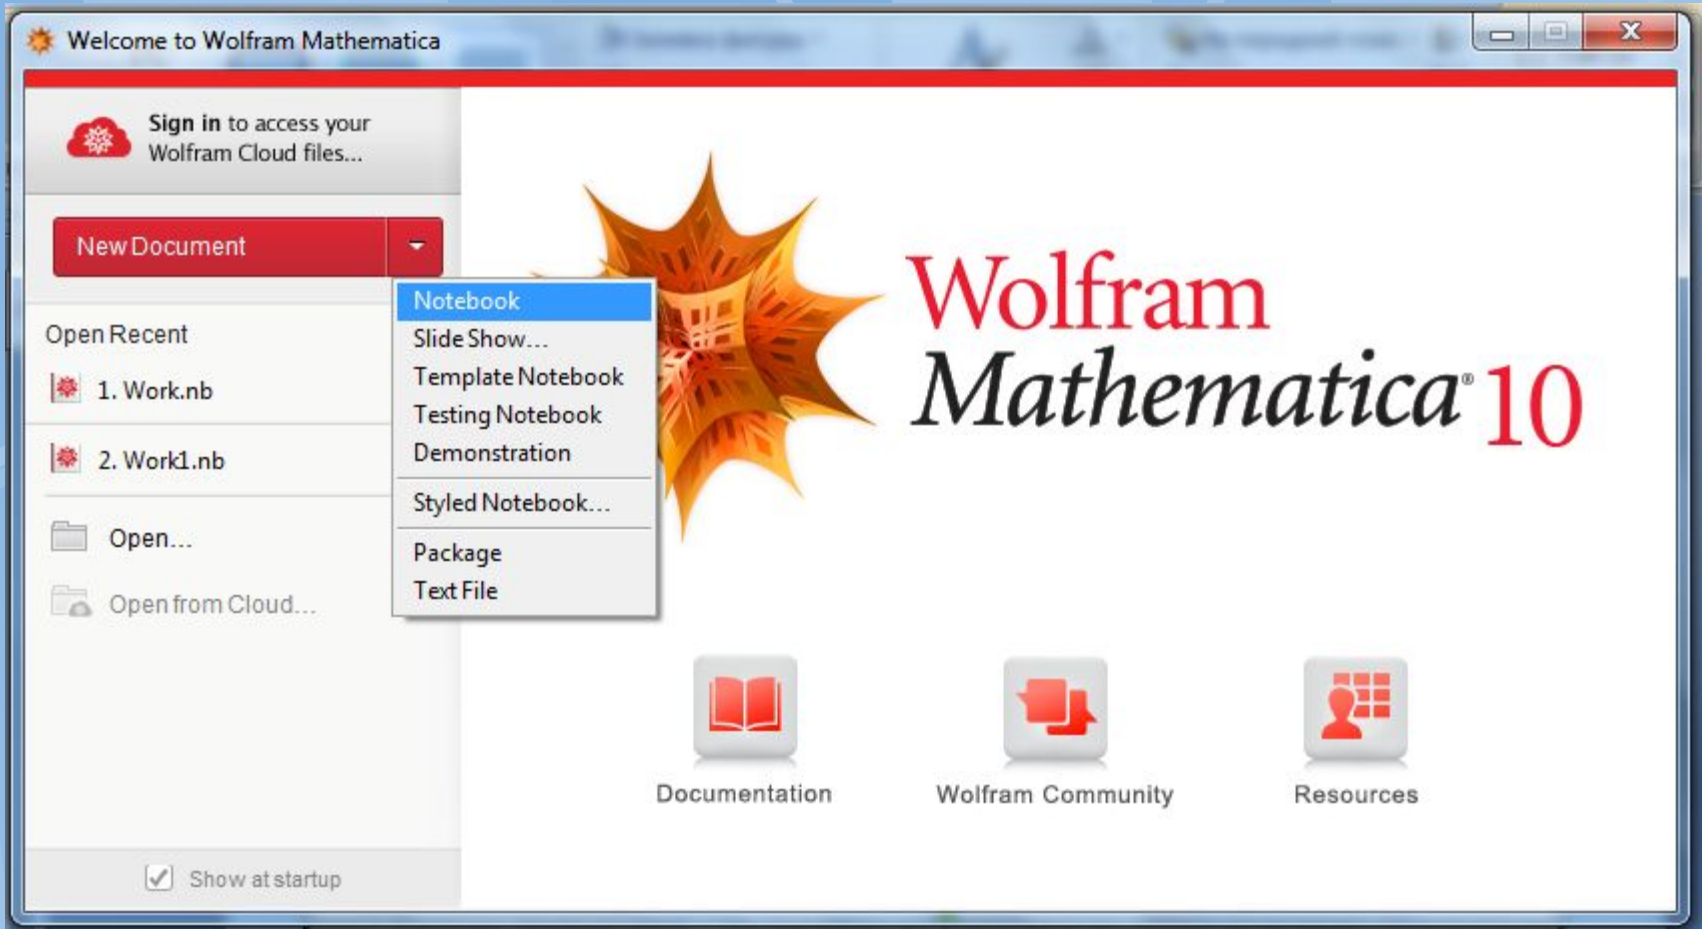 Welcome to Wolfram Mathematica
Sign in to access your
Wolfram Cloud files...
New Document
Notebook
Slide Show...
Template Notebook
Testing Notebook
Demonstration
Styled Notebook...
Package
Text File
Open Recent
1. Work.nb
2. Work1.nb
Open...
Open from Cloud...
Show at startup
Wolfram
Mathematica® 10
Documentation
Wolfram Community
Resources